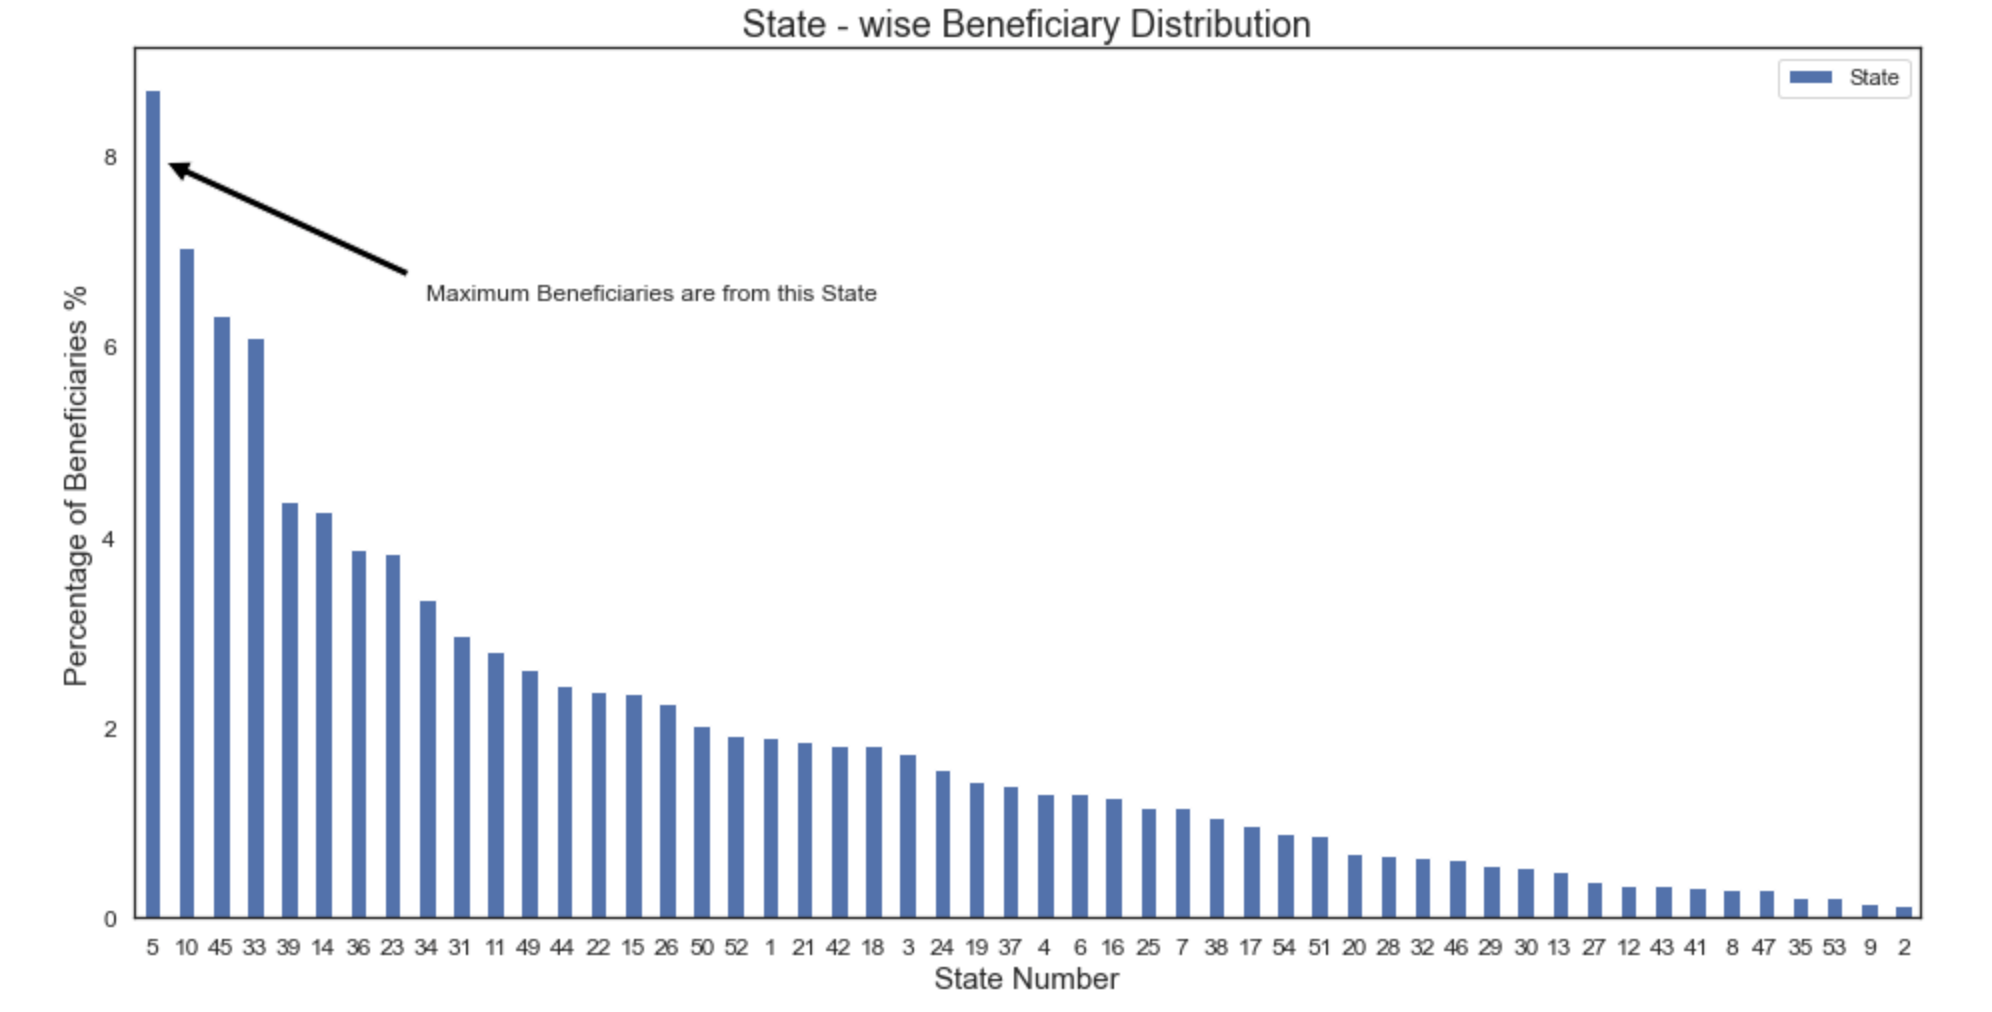 State - wise Beneficiary Distribution
State
8
6
4
2
0
Percentage of Beneficiaries %
Maximum Beneficiaries are from this State
5 10 45 33 39 14 36 23 34 31 11 49 44 22 15 26 50 52 1 21 42 18 3 24 19 37 4 6 16 25 7 38 17 54 51 20 28 32 46 29 30 13 27 12 43 41 8 47 35 53 9 2
State Number